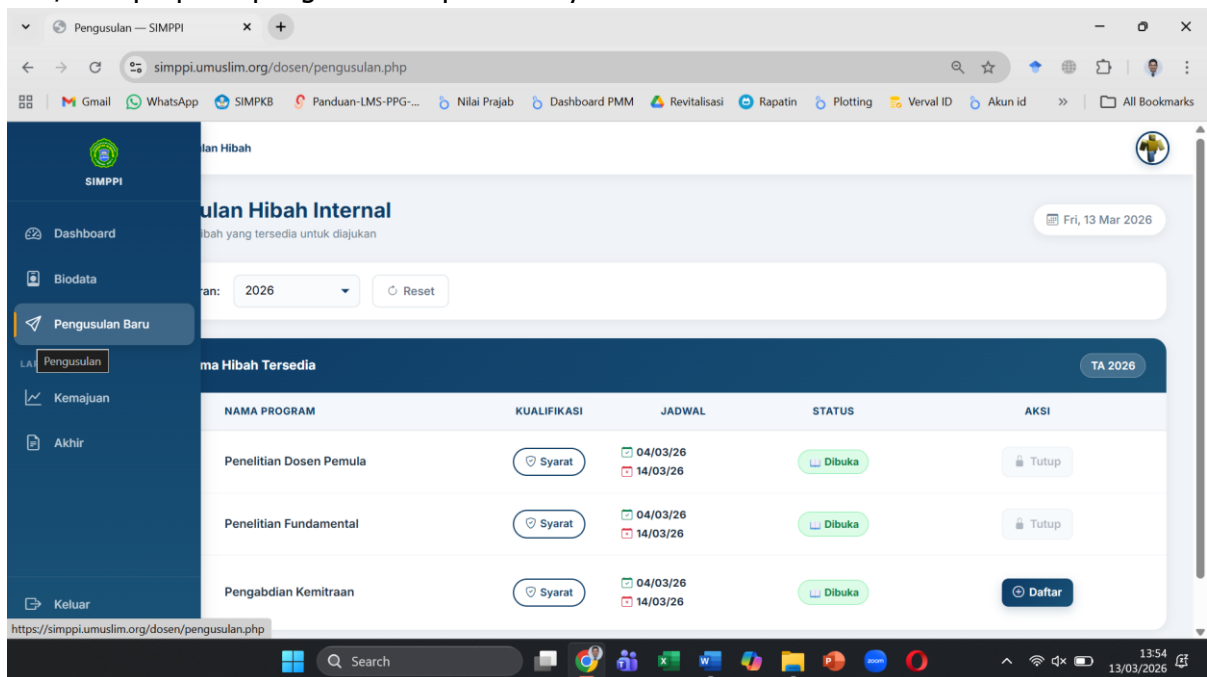 Pengusulan — SIMPPI
simppi.umuslim.org/dosen/pengusulan.php
Gmail WhatsApp SIMPKB Panduan-LMS-PPG-... Nilai Prajab Dashboard PMM Revitalisasi Rapatin Plotting Verval ID Akun id » All Bookmarks
SIMPPI
Dashboard
Biodata
Pengusulan Baru
Pengusulan
Kemajuan
Akhir
Keluar
lan Hibah
ulan Hibah Internal
ibah yang tersedia untuk diajukan
Fri, 13 Mar 2026
ran: 2026 Reset
ma Hibah Tersedia TA 2026
NAMA PROGRAM KUALIFIKASI JADWAL STATUS AKSI
Penelitian Dosen Pemula Syarat 04/03/26 Dibuka Tutup
14/03/26
Penelitian Fundamental Syarat 04/03/26 Dibuka Tutup
14/03/26
Pengabdian Kemitraan Syarat 04/03/26 Dibuka Daftar
14/03/26
https://simppi.umuslim.org/dosen/pengusulan.php
Search
zoom
13:54
13/03/2026